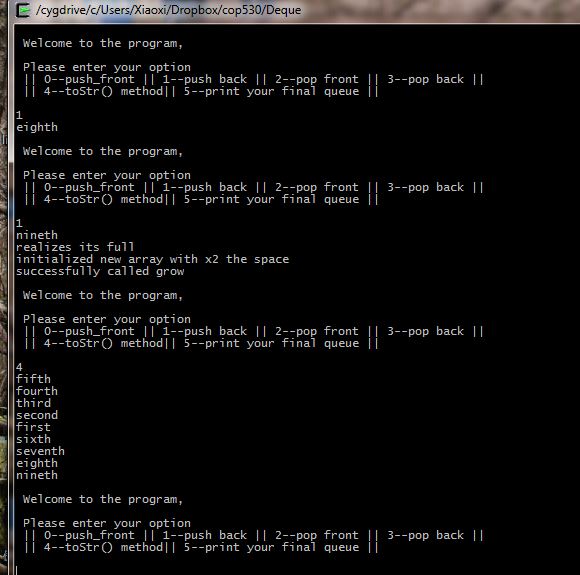 /cygdrive/c/Users/Xiaoxi/Dropbox/cop530/Deque
Welcome to the program,
Please enter your option
|| 0--push_front || 1--push back || 2--pop front || 3--pop back ||
|| 4--toStr() method|| 5--print your final queue ||
1
eighth
Welcome to the program,
Please enter your option
|| 0--push_front || 1--push back || 2--pop front || 3--pop back ||
|| 4--toStr() method|| 5--print your final queue ||
1
nineth
realizes its full
initialized new array with x2 the space
successfully called grow
Welcome to the program,
Please enter your option
|| 0--push_front || 1--push back || 2--pop front || 3--pop back ||
|| 4--toStr() method|| 5--print your final queue ||
4
fifth
fourth
third
second
first
sixth
seventh
eighth
nineth
Welcome to the program,
Please enter your option
|| 0--push_front || 1--push back || 2--pop front || 3--pop back ||
|| 4--toStr() method|| 5--print your final queue ||